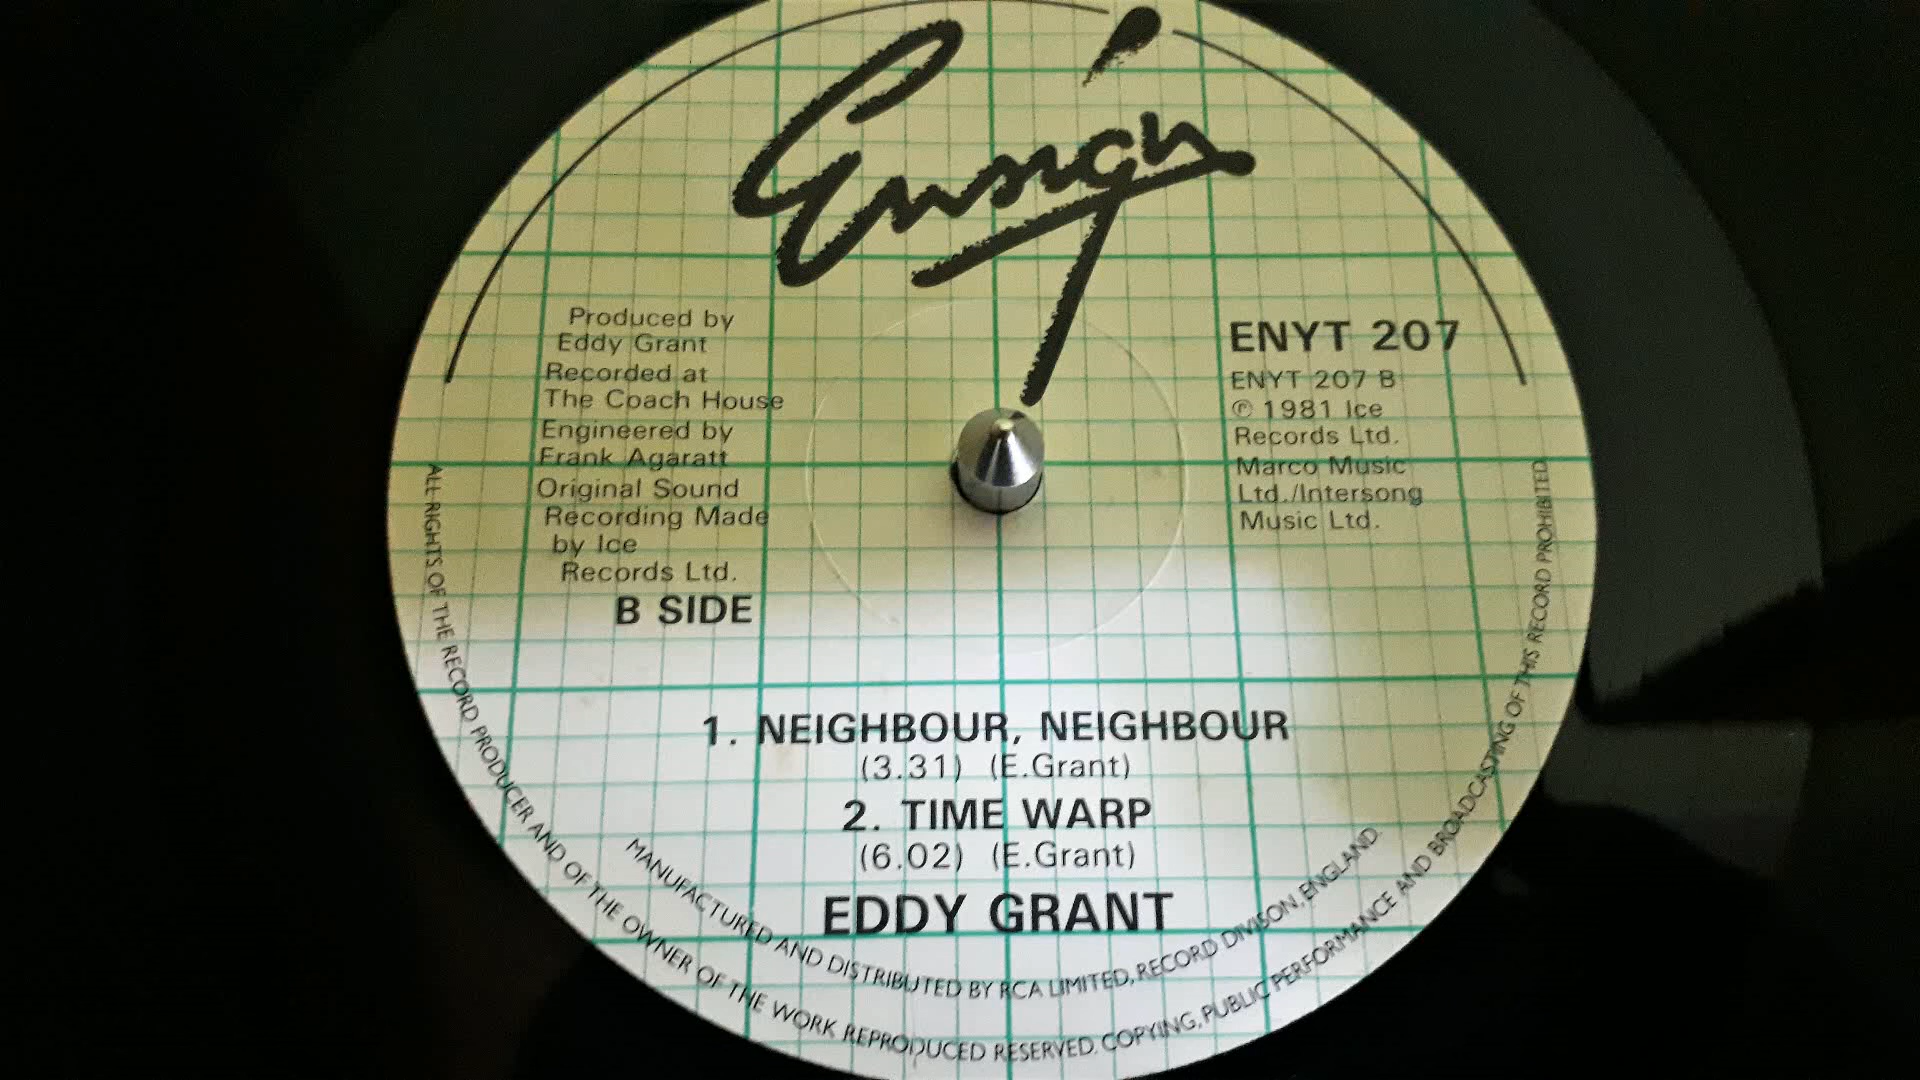 Ensign
Produced by
Eddy Grant
Recorded at
The Coach House
Engineered by
Frank Agaratt
Original Sound
Recording Made
by Ice
Records Ltd.
B SIDE
ENYT 207
ENYT 207 B
℗ 1981 Ice
Records Ltd.
Marco Music
Ltd./Intersong
Music Ltd.
1. NEIGHBOUR, NEIGHBOUR
(3.31) (E.Grant)
2. TIME WARP
(6.02) (E.Grant)
EDDY GRANT
MANUFACTURED AND DISTRIBUTED BY RCA LIMITED, RECORD DIVISON, ENGLAND.
ALL RIGHTS OF THE RECORD PRODUCER AND OF THE OWNER OF THE WORK REPRODUCED RESERVED. COPYING, PUBLIC PERFORMANCE AND BROADCASTING OF THIS RECORD PROHIBITED